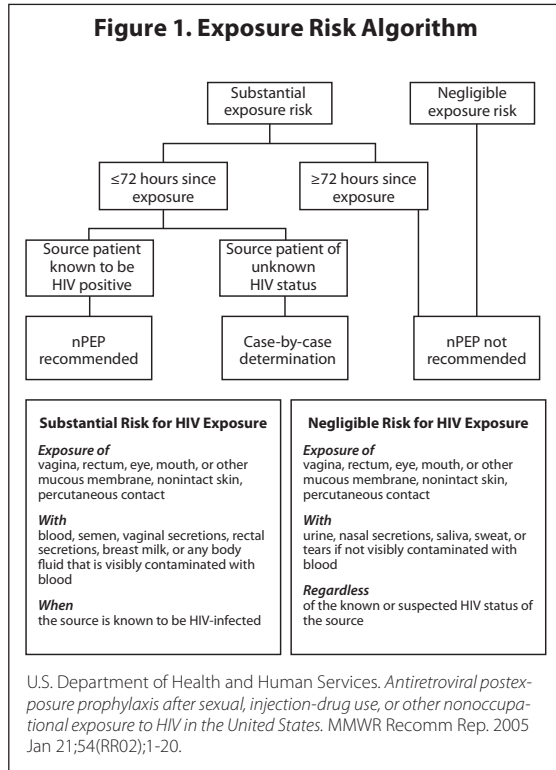 Figure 1. Exposure Risk Algorithm
Substantial
exposure risk
Negligible
exposure risk
≤72 hours since
exposure
≥72 hours since
exposure
Source patient
known to be
HIV positive
Source patient of
unknown
HIV status
nPEP
recommended
Case-by-case
determination
nPEP not
recommended
Substantial Risk for HIV Exposure
Exposure of
vagina, rectum, eye, mouth, or other
mucous membrane, nonintact skin,
percutaneous contact
With
blood, semen, vaginal secretions, rectal
secretions, breast milk, or any body
fluid that is visibly contaminated with
blood
When
the source is known to be HIV-infected
Negligible Risk for HIV Exposure
Exposure of
vagina, rectum, eye, mouth, or other
mucous membrane, nonintact skin,
percutaneous contact
With
urine, nasal secretions, saliva, sweat, or
tears if not visibly contaminated with
blood
Regardless
of the known or suspected HIV status of
the source
U.S. Department of Health and Human Services. Antiretroviral postex-
posure prophylaxis after sexual, injection-drug use, or other nonoccupa-
tional exposure to HIV in the United States. MMWR Recomm Rep. 2005
Jan 21;54(RR02);1-20.